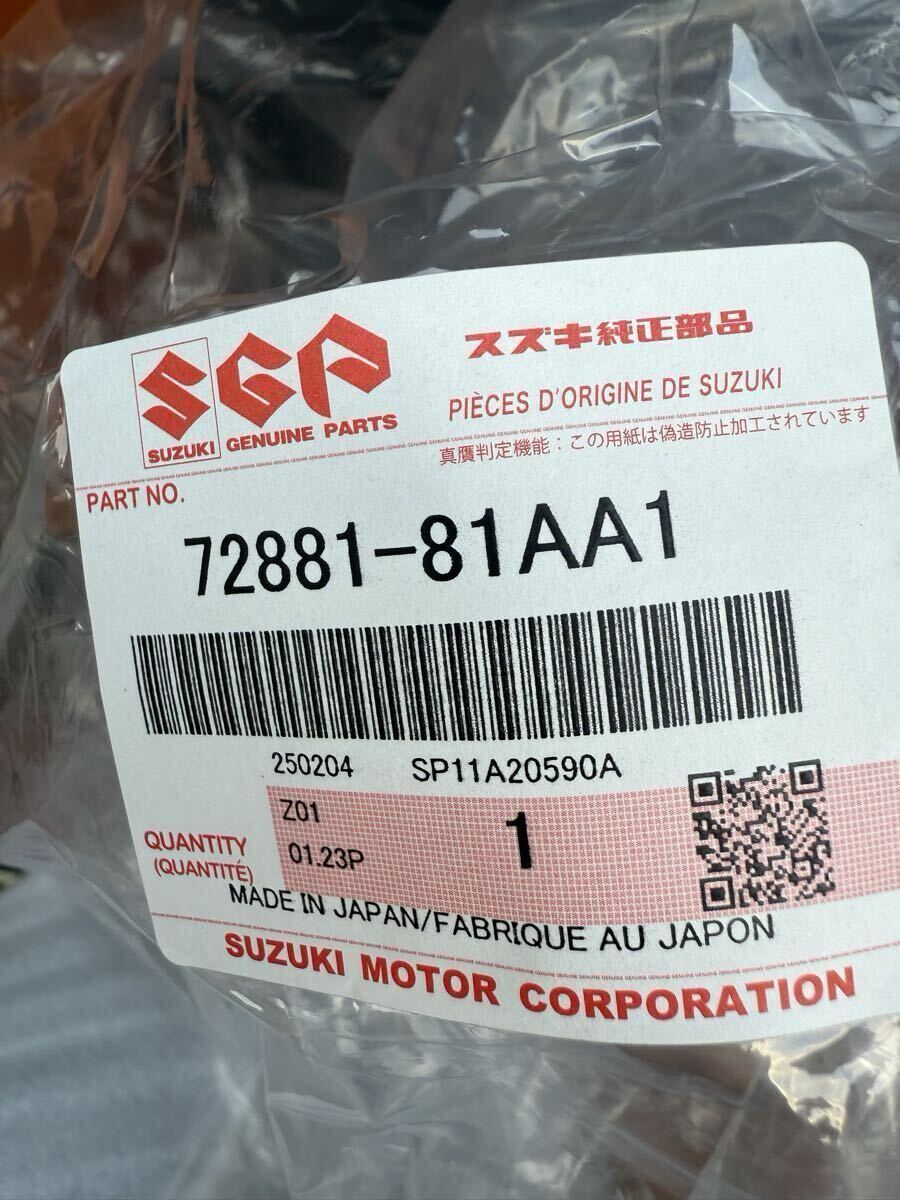 SGP
スズキ純正部品
SUZUKI GENUINE PARTS
PIÈCES D'ORIGINE DE SUZUKI
真贋判定機能:この用紙は偽造防止加工されています
PART NO.
72881-81AA1
250204 SP11A20590A
Z01
QUANTITY
(QUANTITÉ)
01.23P
1
MADE IN JAPAN/FABRIQUE AU JAPON
SUZUKI MOTOR CORPORATION